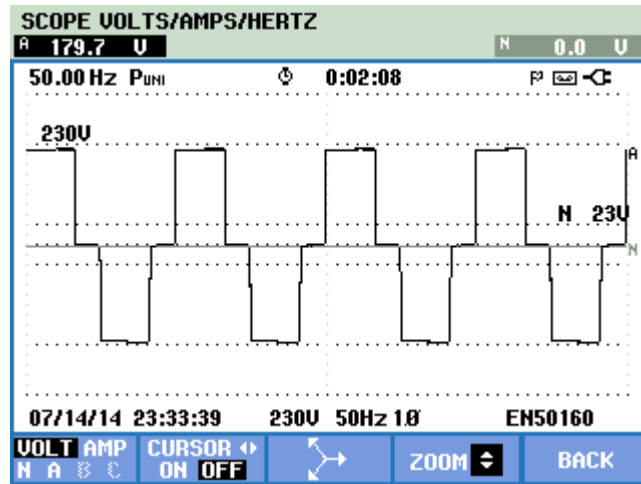 SCOPE VOLTS/AMPS/HERTZ
A 179.7 V N 0.0 V
50.00 Hz PUNI 0:02:08
230V
A
N 23V
N
07/14/14 23:33:39 230V 50Hz 1Ø EN50160
VOLT AMP CURSOR ZOOM BACK
N A B C ON OFF